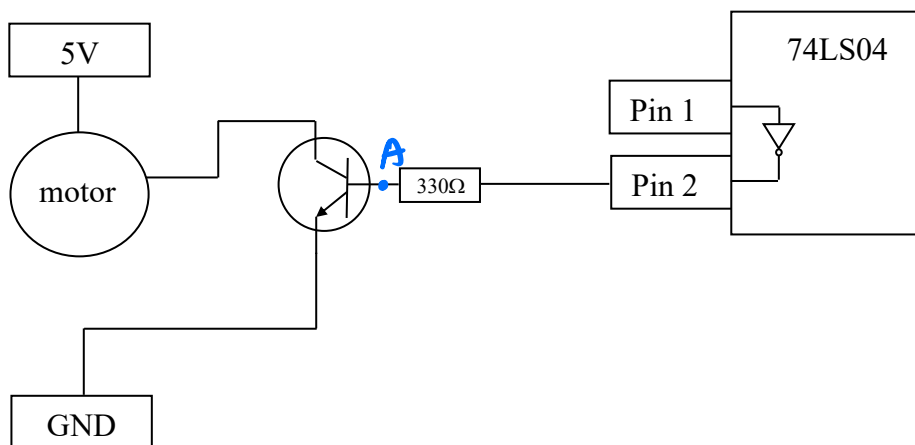 5V
74LS04
Pin 1
A
motor
330Ω
Pin 2
GND